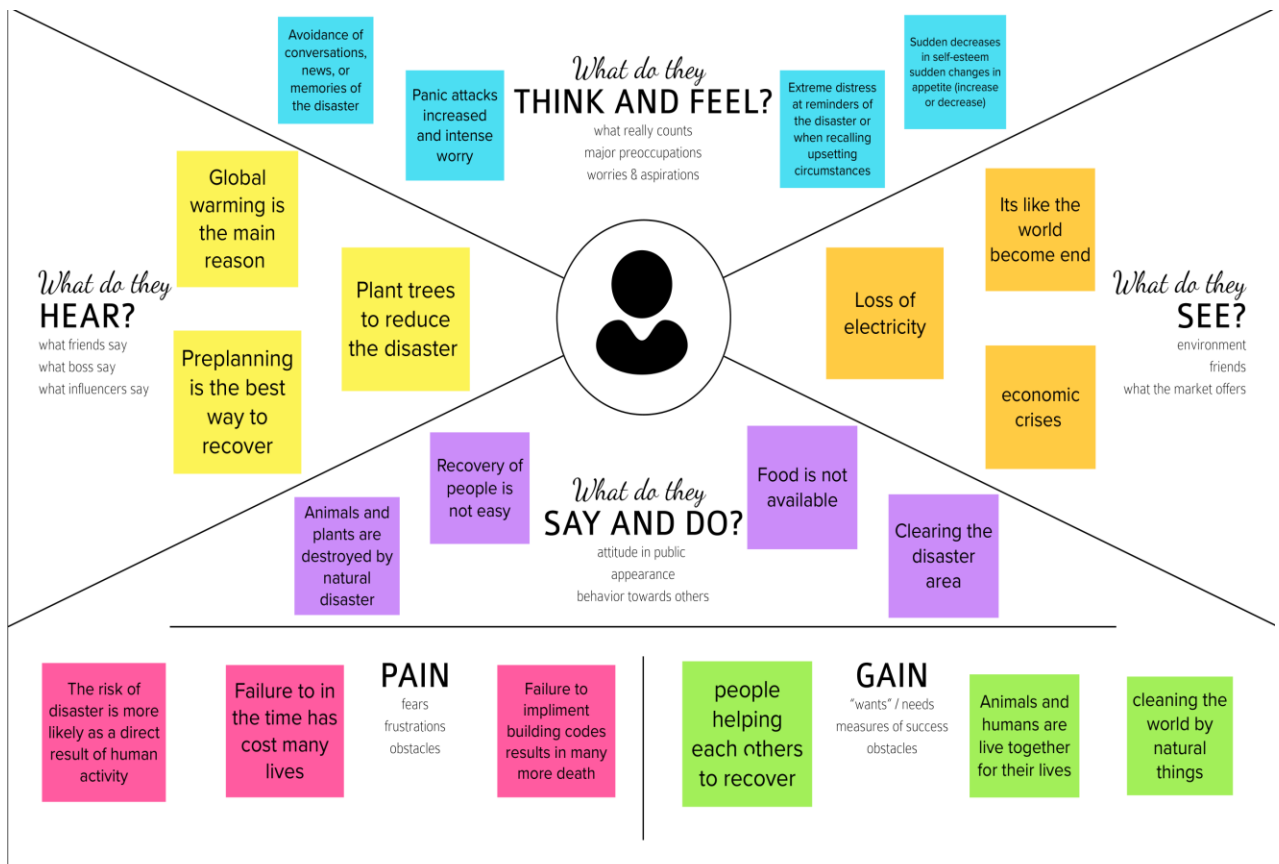 Avoidance of
conversations,
news, or
memories of
the disaster
Panic attacks
increased
and intense
worry
What do they
THINK AND FEEL?
what really counts
major preoccupations
worries & aspirations
Extreme distress
at reminders of
the disaster or
when recalling
upsetting
circumstances
Sudden decreases
in self-esteem
sudden changes in
appetite (increase
or decrease)
What do they
HEAR?
what friends say
what boss say
what influencers say
Global
warming is
the main
reason
Plant trees
to reduce
the disaster
Preplanning
is the best
way to
recover
Loss of
electricity
Its like the
world
become end
economic
crises
What do they
SEE?
environment
friends
what the market offers
Animals and
plants are
destroyed by
natural
disaster
Recovery of
people is
not easy
What do they
SAY AND DO?
attitude in public
appearance
behavior towards others
Food is not
available
Clearing the
disaster
area
The risk of
disaster is more
likely as a direct
result of human
activity
Failure to in
the time has
cost many
lives
PAIN
fears
frustrations
obstacles
Failure to
impliment
building codes
results in many
more death
people
helping
each others
to recover
GAIN
"wants" / needs
measures of success
obstacles
Animals and
humans are
live together
for their lives
cleaning the
world by
natural
things